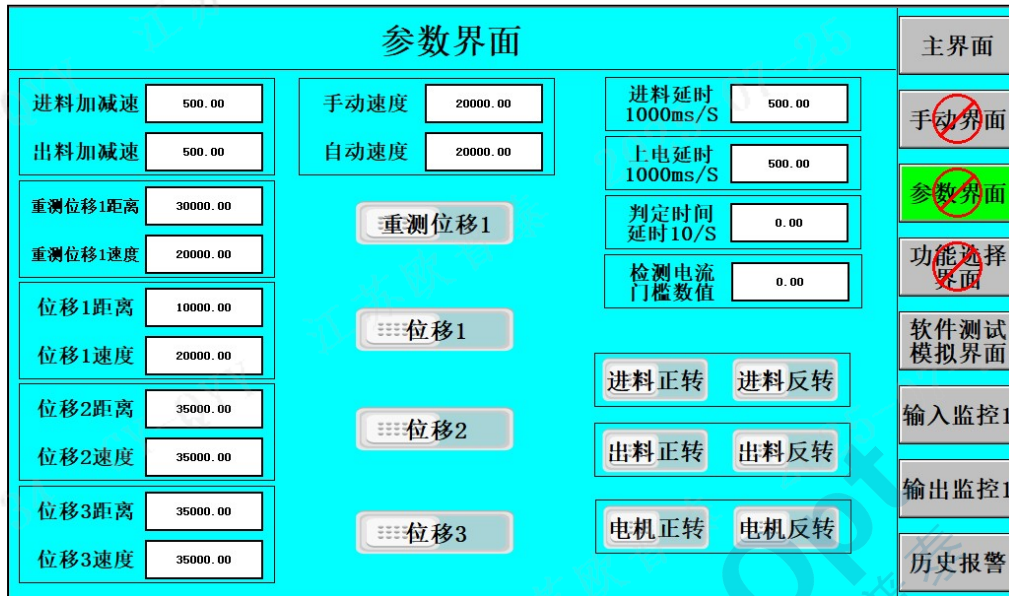 参数界面
进料加减速 500.00
出料加减速 500.00
重测位移1距离 30000.00
重测位移1速度 20000.00
位移1距离 10000.00
位移1速度 20000.00
位移2距离 35000.00
位移2速度 35000.00
位移3距离 35000.00
位移3速度 35000.00
手动速度 20000.00
自动速度 20000.00
重测位移1
位移1
位移2
位移3
进料延时
1000ms/S 500.00
上电延时
1000ms/S 500.00
判定时间
延时10/S 0.00
检测电流
门槛数值 0.00
进料正转 进料反转
出料正转 出料反转
电机正转 电机反转
主界面
手动界面
参数界面
功能选择
界面
软件测试
模拟界面
输入监控1
输出监控1
历史报警